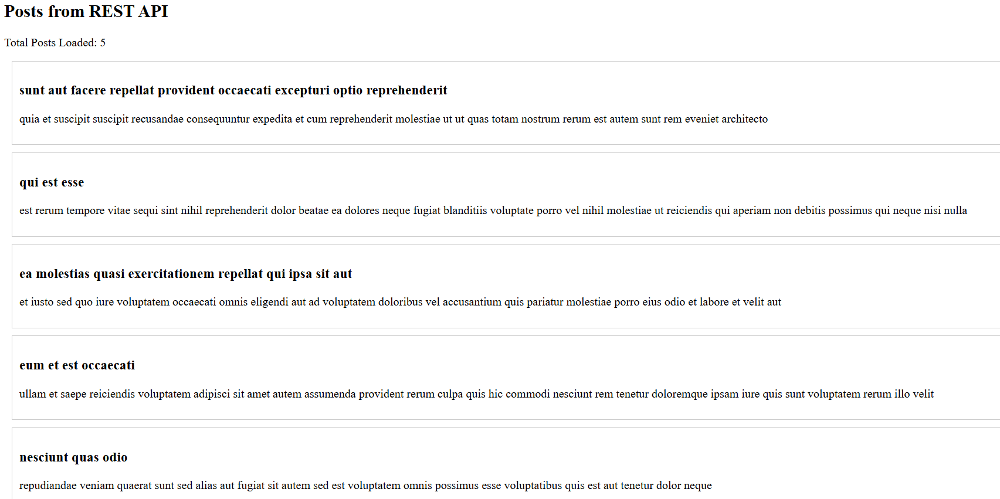 Posts from REST API
Total Posts Loaded: 5
sunt aut facere repellat provident occaecati excepturi optio reprehenderit
quia et suscipit suscipit recusandae consequuntur expedita et cum reprehenderit molestiae ut ut quas totam nostrum rerum est autem sunt rem eveniet architecto
qui est esse
est rerum tempore vitae sequi sint nihil reprehenderit dolor beatae ea dolores neque fugiat blanditiis voluptate porro vel nihil molestiae ut reiciendis qui aperiam non debitis possimus qui neque nisi nulla
ea molestias quasi exercitationem repellat qui ipsa sit aut
et iusto sed quo iure voluptatem occaecati omnis eligendi aut ad voluptatem doloribus vel accusantium quis pariatur molestiae porro eius odio et labore et velit aut
eum et est occaecati
ullam et saepe reiciendis voluptatem adipisci sit amet autem assumenda provident rerum culpa quis hic commodi nesciunt rem tenetur doloremque ipsam iure quis sunt voluptatem rerum illo velit
nesciunt quas odio
repudiandae veniam quaerat sunt sed alias aut fugiat sit autem sed est voluptatem omnis possimus esse voluptatibus quis est aut tenetur dolor neque